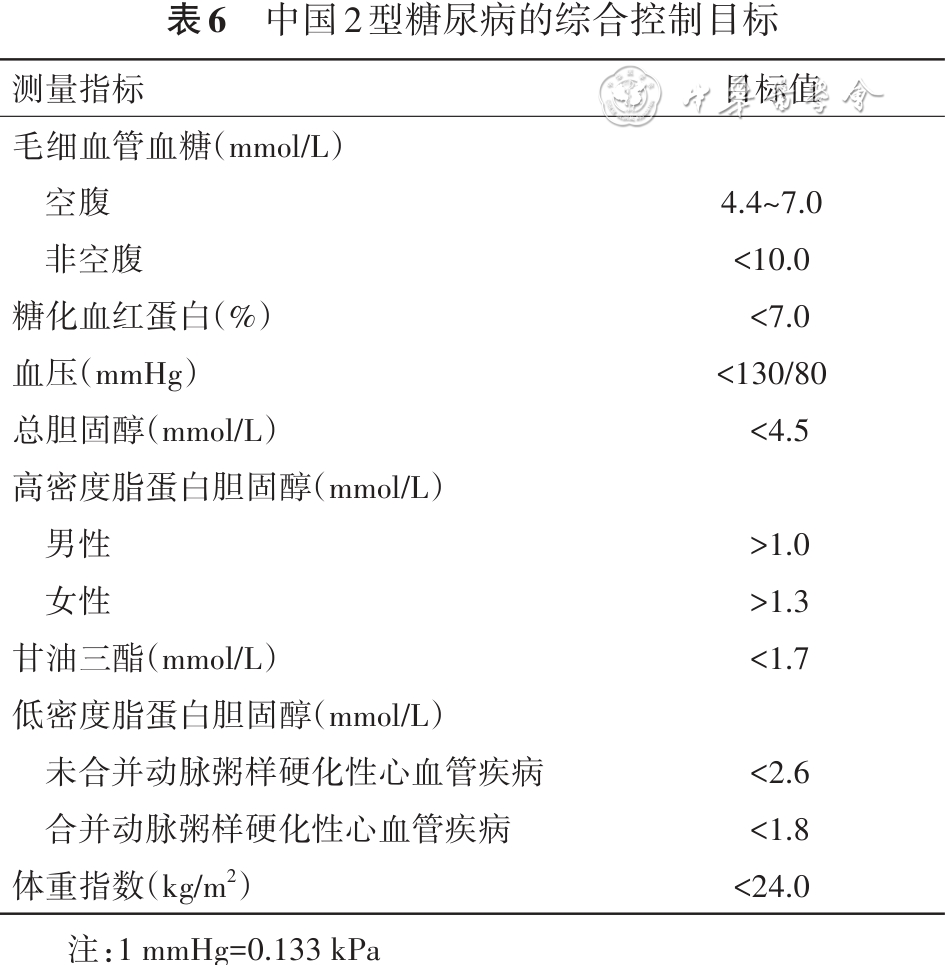 表6 中国2型糖尿病的综合控制目标
测量指标 目标值
中华医学会
毛细血管血糖(mmol/L)
空腹 4.4~7.0
非空腹 <10.0
糖化血红蛋白(%) <7.0
血压(mmHg) <130/80
总胆固醇(mmol/L) <4.5
高密度脂蛋白胆固醇(mmol/L)
男性 >1.0
女性 >1.3
甘油三酯(mmol/L) <1.7
低密度脂蛋白胆固醇(mmol/L)
未合并动脉粥样硬化性心血管疾病 <2.6
合并动脉粥样硬化性心血管疾病 <1.8
体重指数(kg/m²) <24.0
注:1 mmHg=0.133 kPa